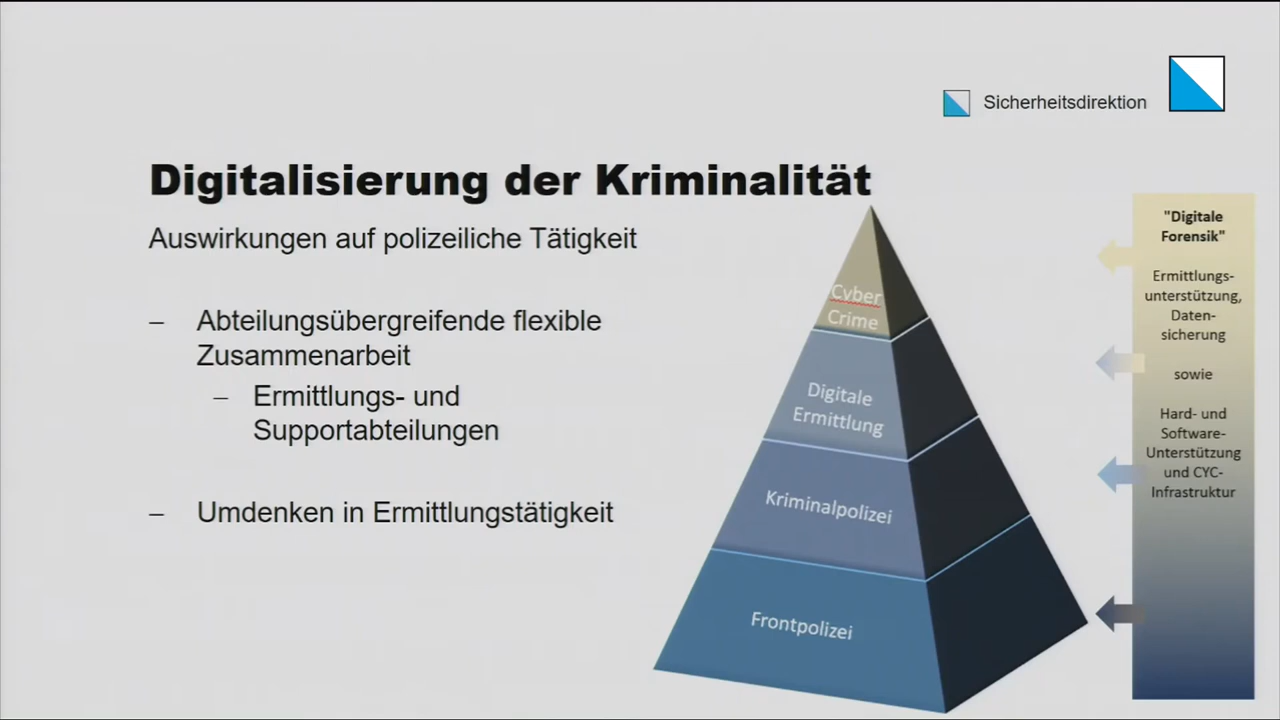 Sicherheitsdirektion
Digitalisierung der Kriminalität
Auswirkungen auf polizeiliche Tätigkeit
– Abteilungsübergreifende flexible
Zusammenarbeit
– Ermittlungs- und
Supportabteilungen
– Umdenken in Ermittlungstätigkeit
Cyber
Crime
Digitale
Ermittlung
Kriminalpolizei
Frontpolizei
"Digitale
Forensik"
Ermittlungs-
unterstützung,
Daten-
sicherung
sowie
Hard- und
Software-
Unterstützung
und CYC-
Infrastruktur